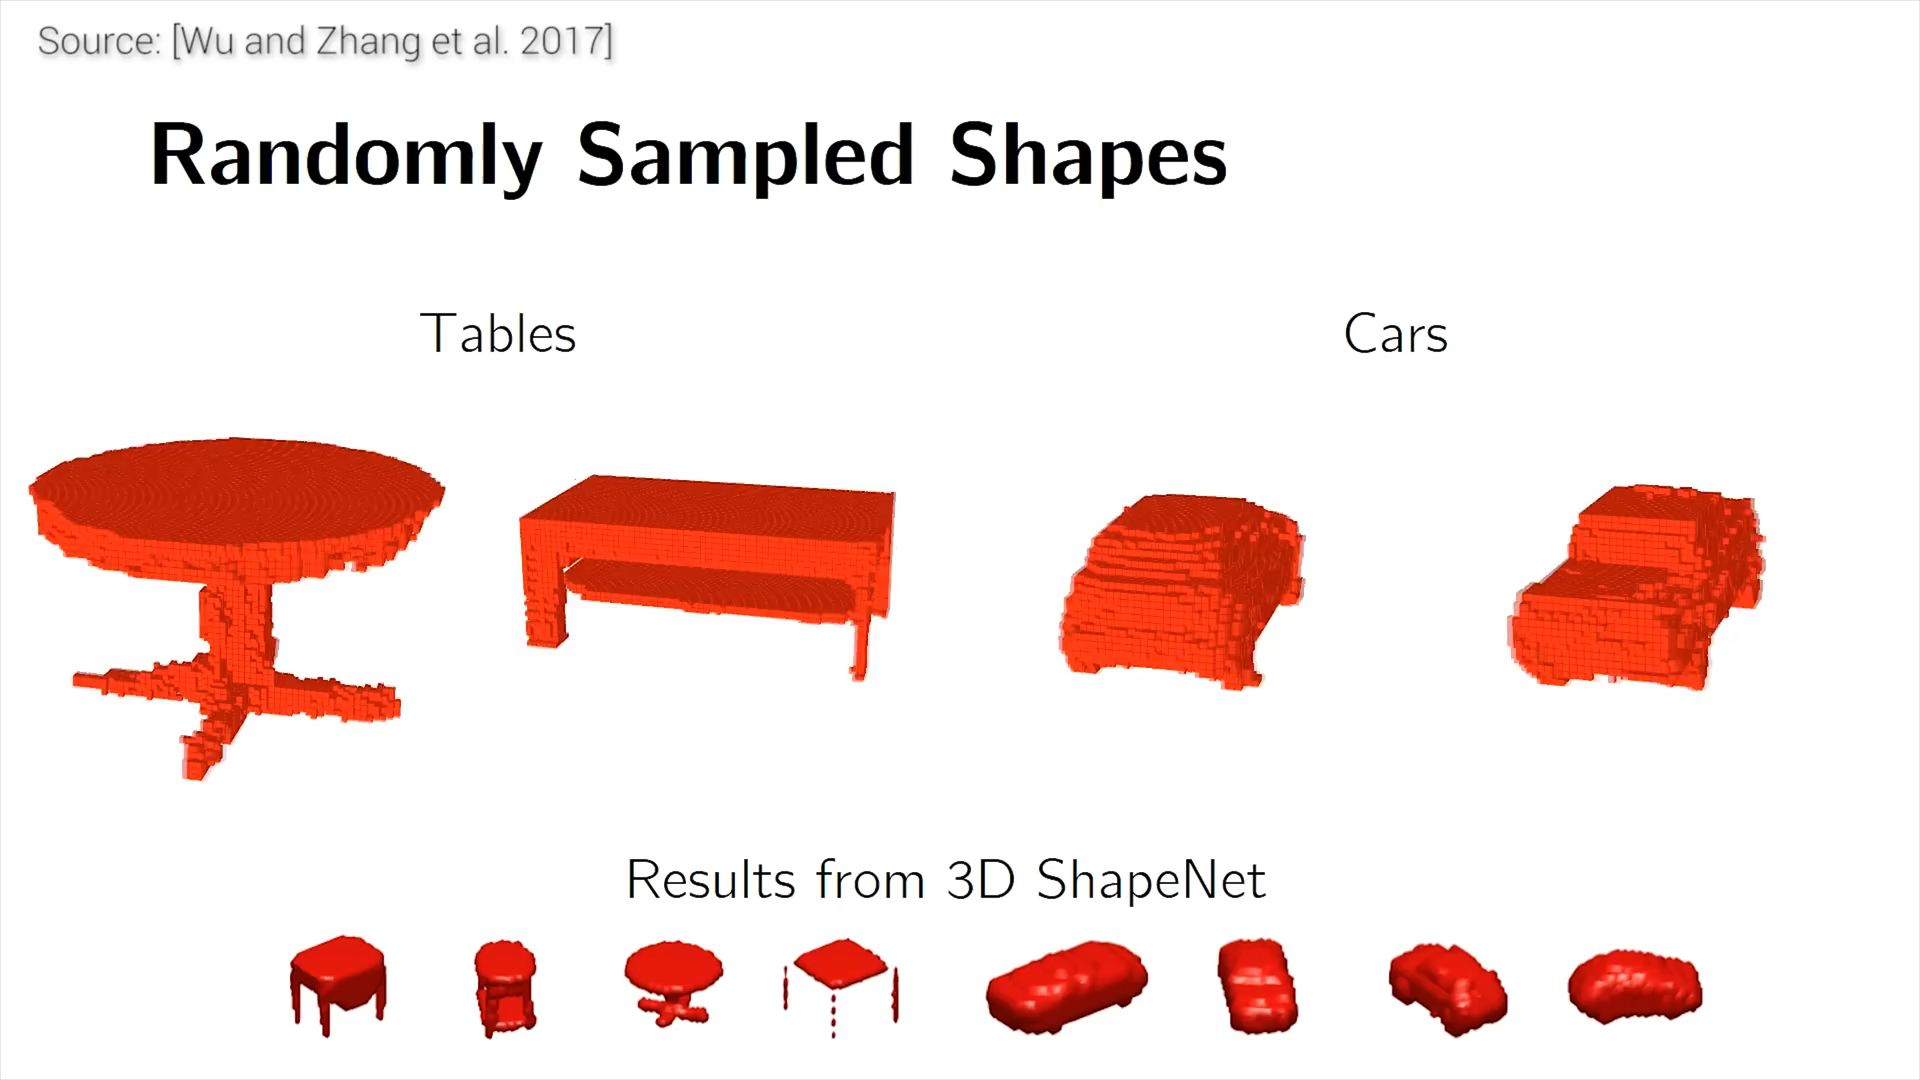 Source: [Wu and Zhang et al. 2017]
Randomly Sampled Shapes
Tables
Cars
Results from 3D ShapeNet